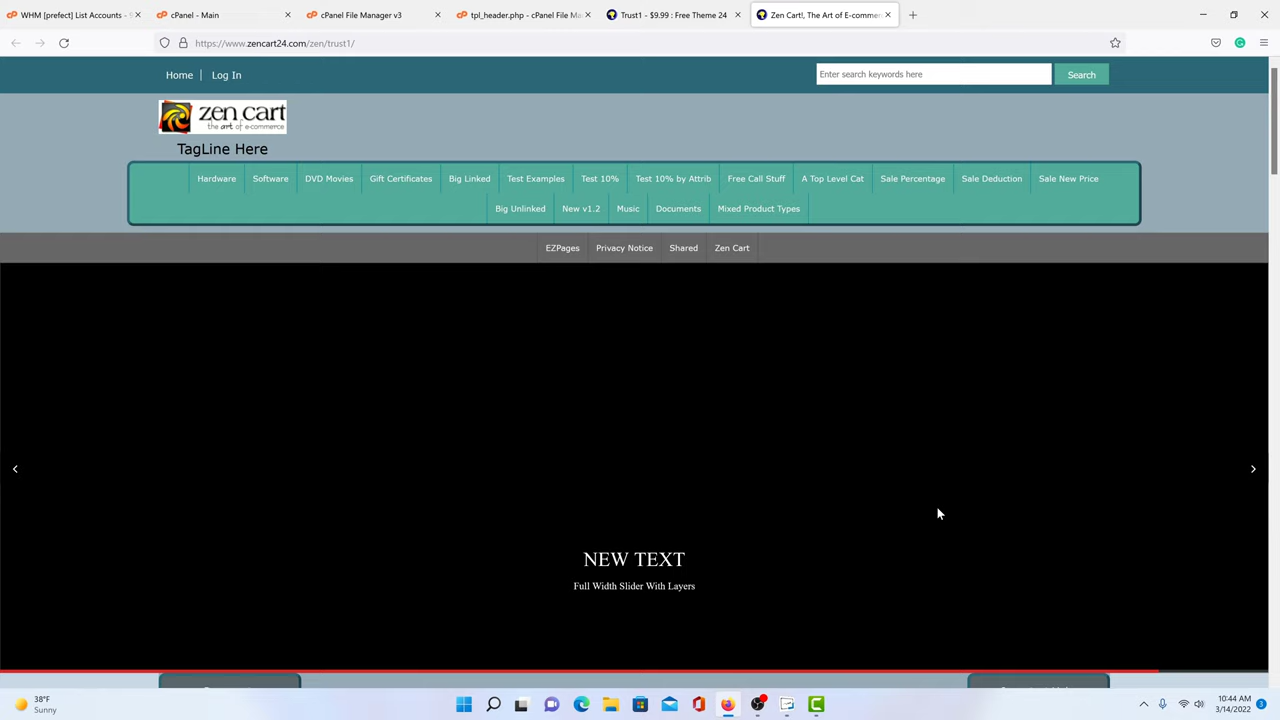 WHM [prefect] List Accounts - S
cPanel - Main
cPanel File Manager v3
tpl_header.php - cPanel File Ma
Trust1 - $9.99 : Free Theme 24
Zen Cart!, The Art of E-commer
https://www.zencart24.com/zen/trust1/
Home Log In
Enter search keywords here
Search
zen cart
the art of e-commerce
TagLine Here
Hardware Software DVD Movies Gift Certificates Big Linked Test Examples Test 10% Test 10% by Attrib Free Call Stuff A Top Level Cat Sale Percentage Sale Deduction Sale New Price
Big Unlinked New v1.2 Music Documents Mixed Product Types
EZPages Privacy Notice Shared Zen Cart
NEW TEXT
Full Width Slider With Layers
38°F
Sunny
10:44 AM
3/14/2022
3